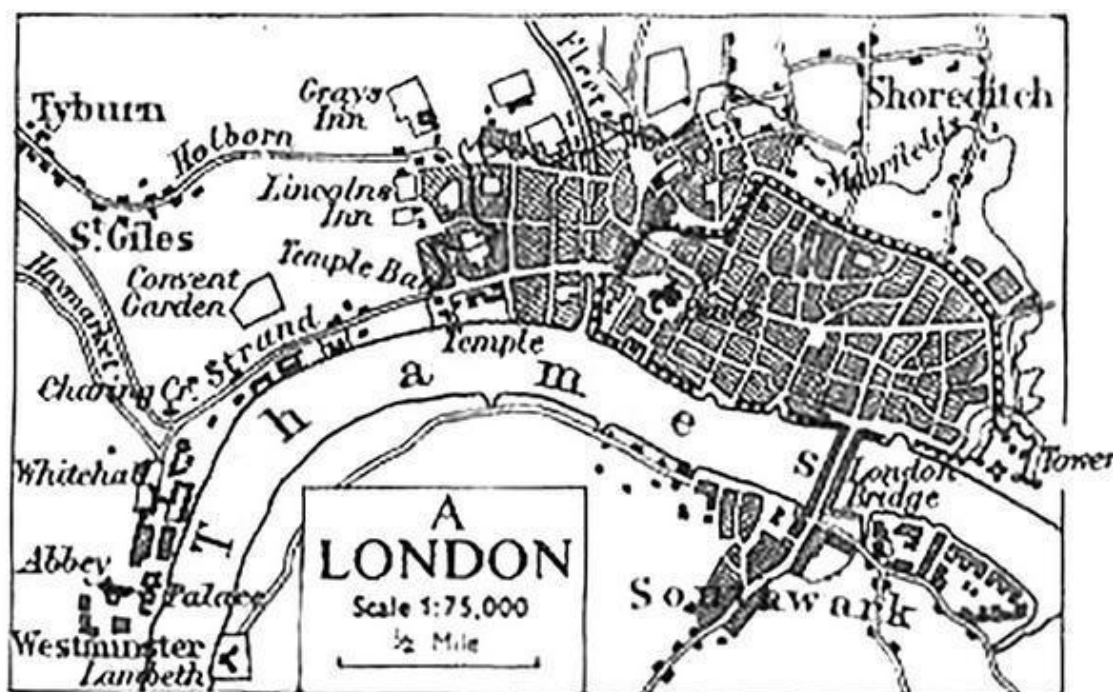 Tyburn
Holborn
Grays
Inn
Fleet
Shoreditch
Lincolns
Inn
St. Giles
Haymarket
Convent
Garden
Temple Bar
Strand
Temple
Charing Cr.
Thames
Whitehall
London
Bridge
Tower
Abbey
Palace
Westminster
Lambeth
Southwark
A
LONDON
Scale 1:75,000
½ Mile